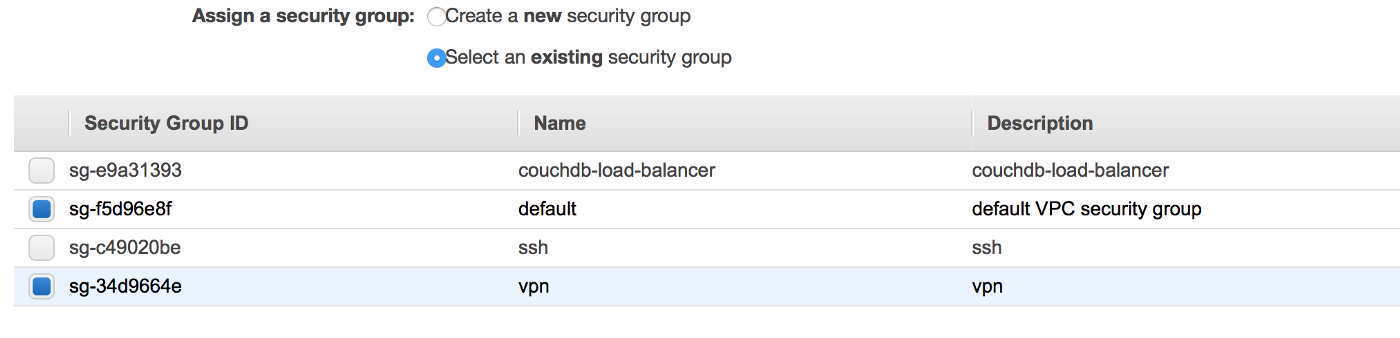 Assign a security group: Create a new security group
Select an existing security group
Security Group ID Name Description
sg-e9a31393 couchdb-load-balancer couchdb-load-balancer
sg-f5d96e8f default default VPC security group
sg-c49020be ssh ssh
sg-34d9664e vpn vpn